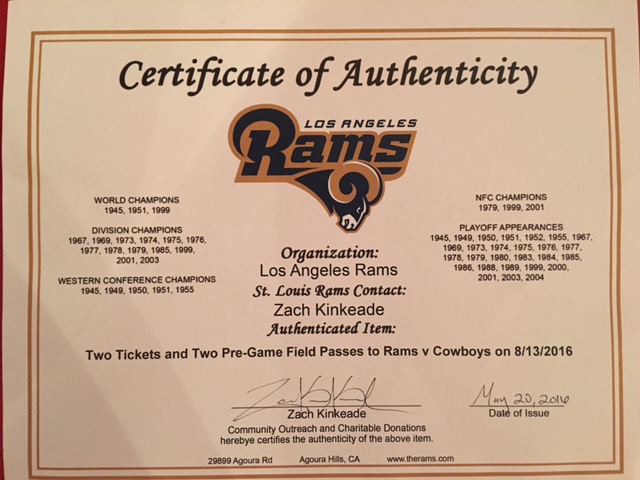 Certificate of Authenticity
LOS ANGELES
Rams
WORLD CHAMPIONS
1945, 1951, 1999
DIVISION CHAMPIONS
1967, 1969, 1973, 1974, 1975, 1976,
1977, 1978, 1979, 1985, 1999,
2001, 2003
WESTERN CONFERENCE CHAMPIONS
1945, 1949, 1950, 1951, 1955
NFC CHAMPIONS
1979, 1999, 2001
PLAYOFF APPEARANCES
1945, 1949, 1950, 1951, 1952, 1955, 1967,
1969, 1973, 1974, 1975, 1976, 1977,
1978, 1979, 1980, 1983, 1984, 1985,
1986, 1988, 1989, 1999, 2000,
2001, 2003, 2004
Organization:
Los Angeles Rams
St. Louis Rams Contact:
Zach Kinkeade
Authenticated Item:
Two Tickets and Two Pre-Game Field Passes to Rams v Cowboys on 8/13/2016
May 20, 2016
Zach Kinkeade
Date of Issue
Community Outreach and Charitable Donations
herebye certifies the authenticity of the above item.
29899 Agoura Rd Agoura Hills, CA www.therams.com